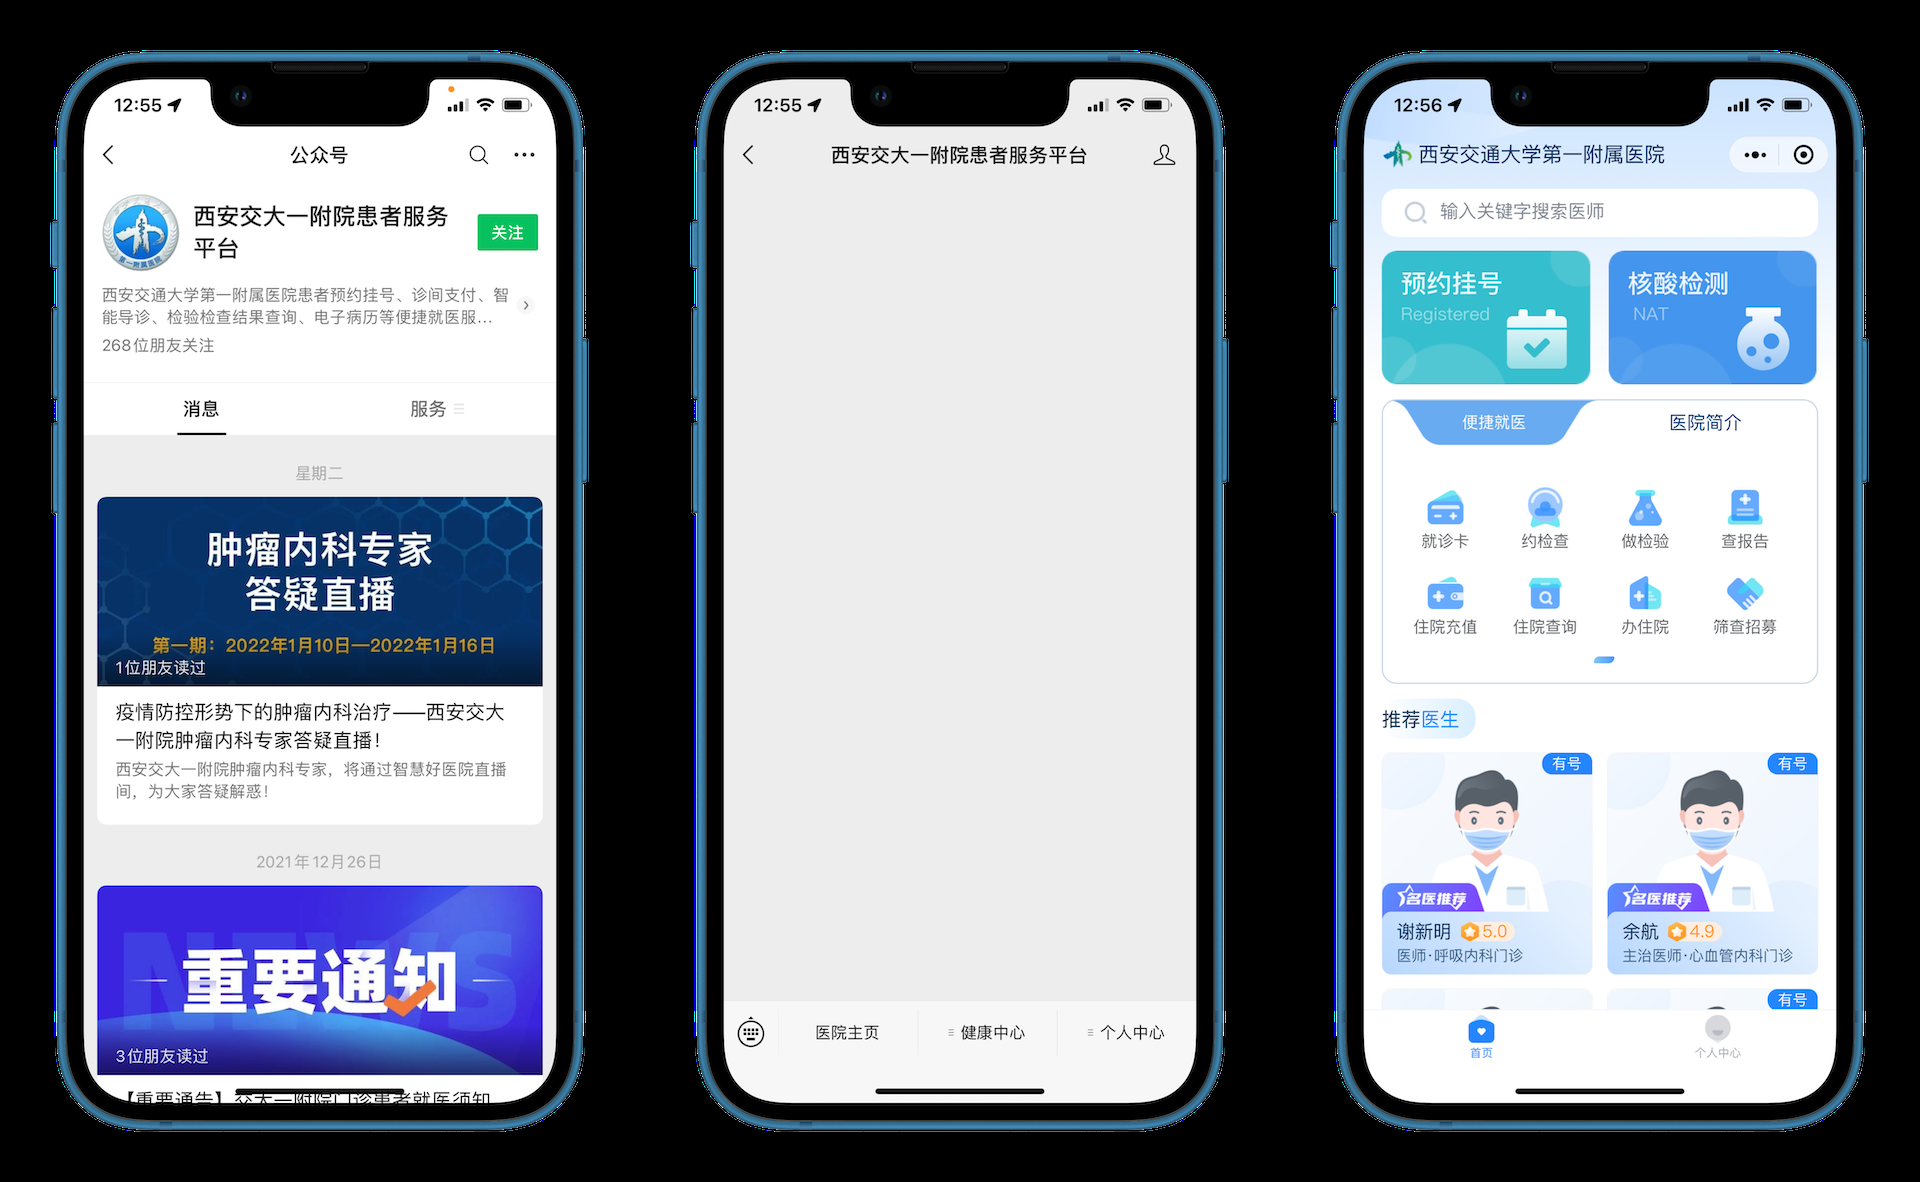 12:55
公众号
西安交大一附院患者服务
平台
关注
第一附属医院
西安交通大学第一附属医院患者预约挂号、诊间支付、智
能导诊、检验检查结果查询、电子病历等便捷就医服...
268位朋友关注
消息
服务
星期二
肿瘤内科专家
答疑直播
第一期：2022年1月10日—2022年1月16日
1位朋友读过
疫情防控形势下的肿瘤内科治疗——西安交大
一附院肿瘤内科专家答疑直播！
西安交大一附院肿瘤内科专家，将通过智慧好医院直播
间，为大家答疑解惑！
2021年12月26日
NEWS
重要通知
3位朋友读过
【重要通告】交大一附院门诊患者就医须知
12:55
西安交大一附院患者服务平台
医院主页
健康中心
个人中心
12:56
西安交通大学第一附属医院
输入关键字搜索医师
预约挂号
Registered
核酸检测
NAT
便捷就医
医院简介
就诊卡
约检查
做检验
查报告
住院充值
住院查询
办住院
筛查招募
推荐医生
有号
有号
名医推荐
名医推荐
谢新明 5.0
医师·呼吸内科门诊
余航 4.9
主治医师·心血管内科门诊
有号
首页
个人中心